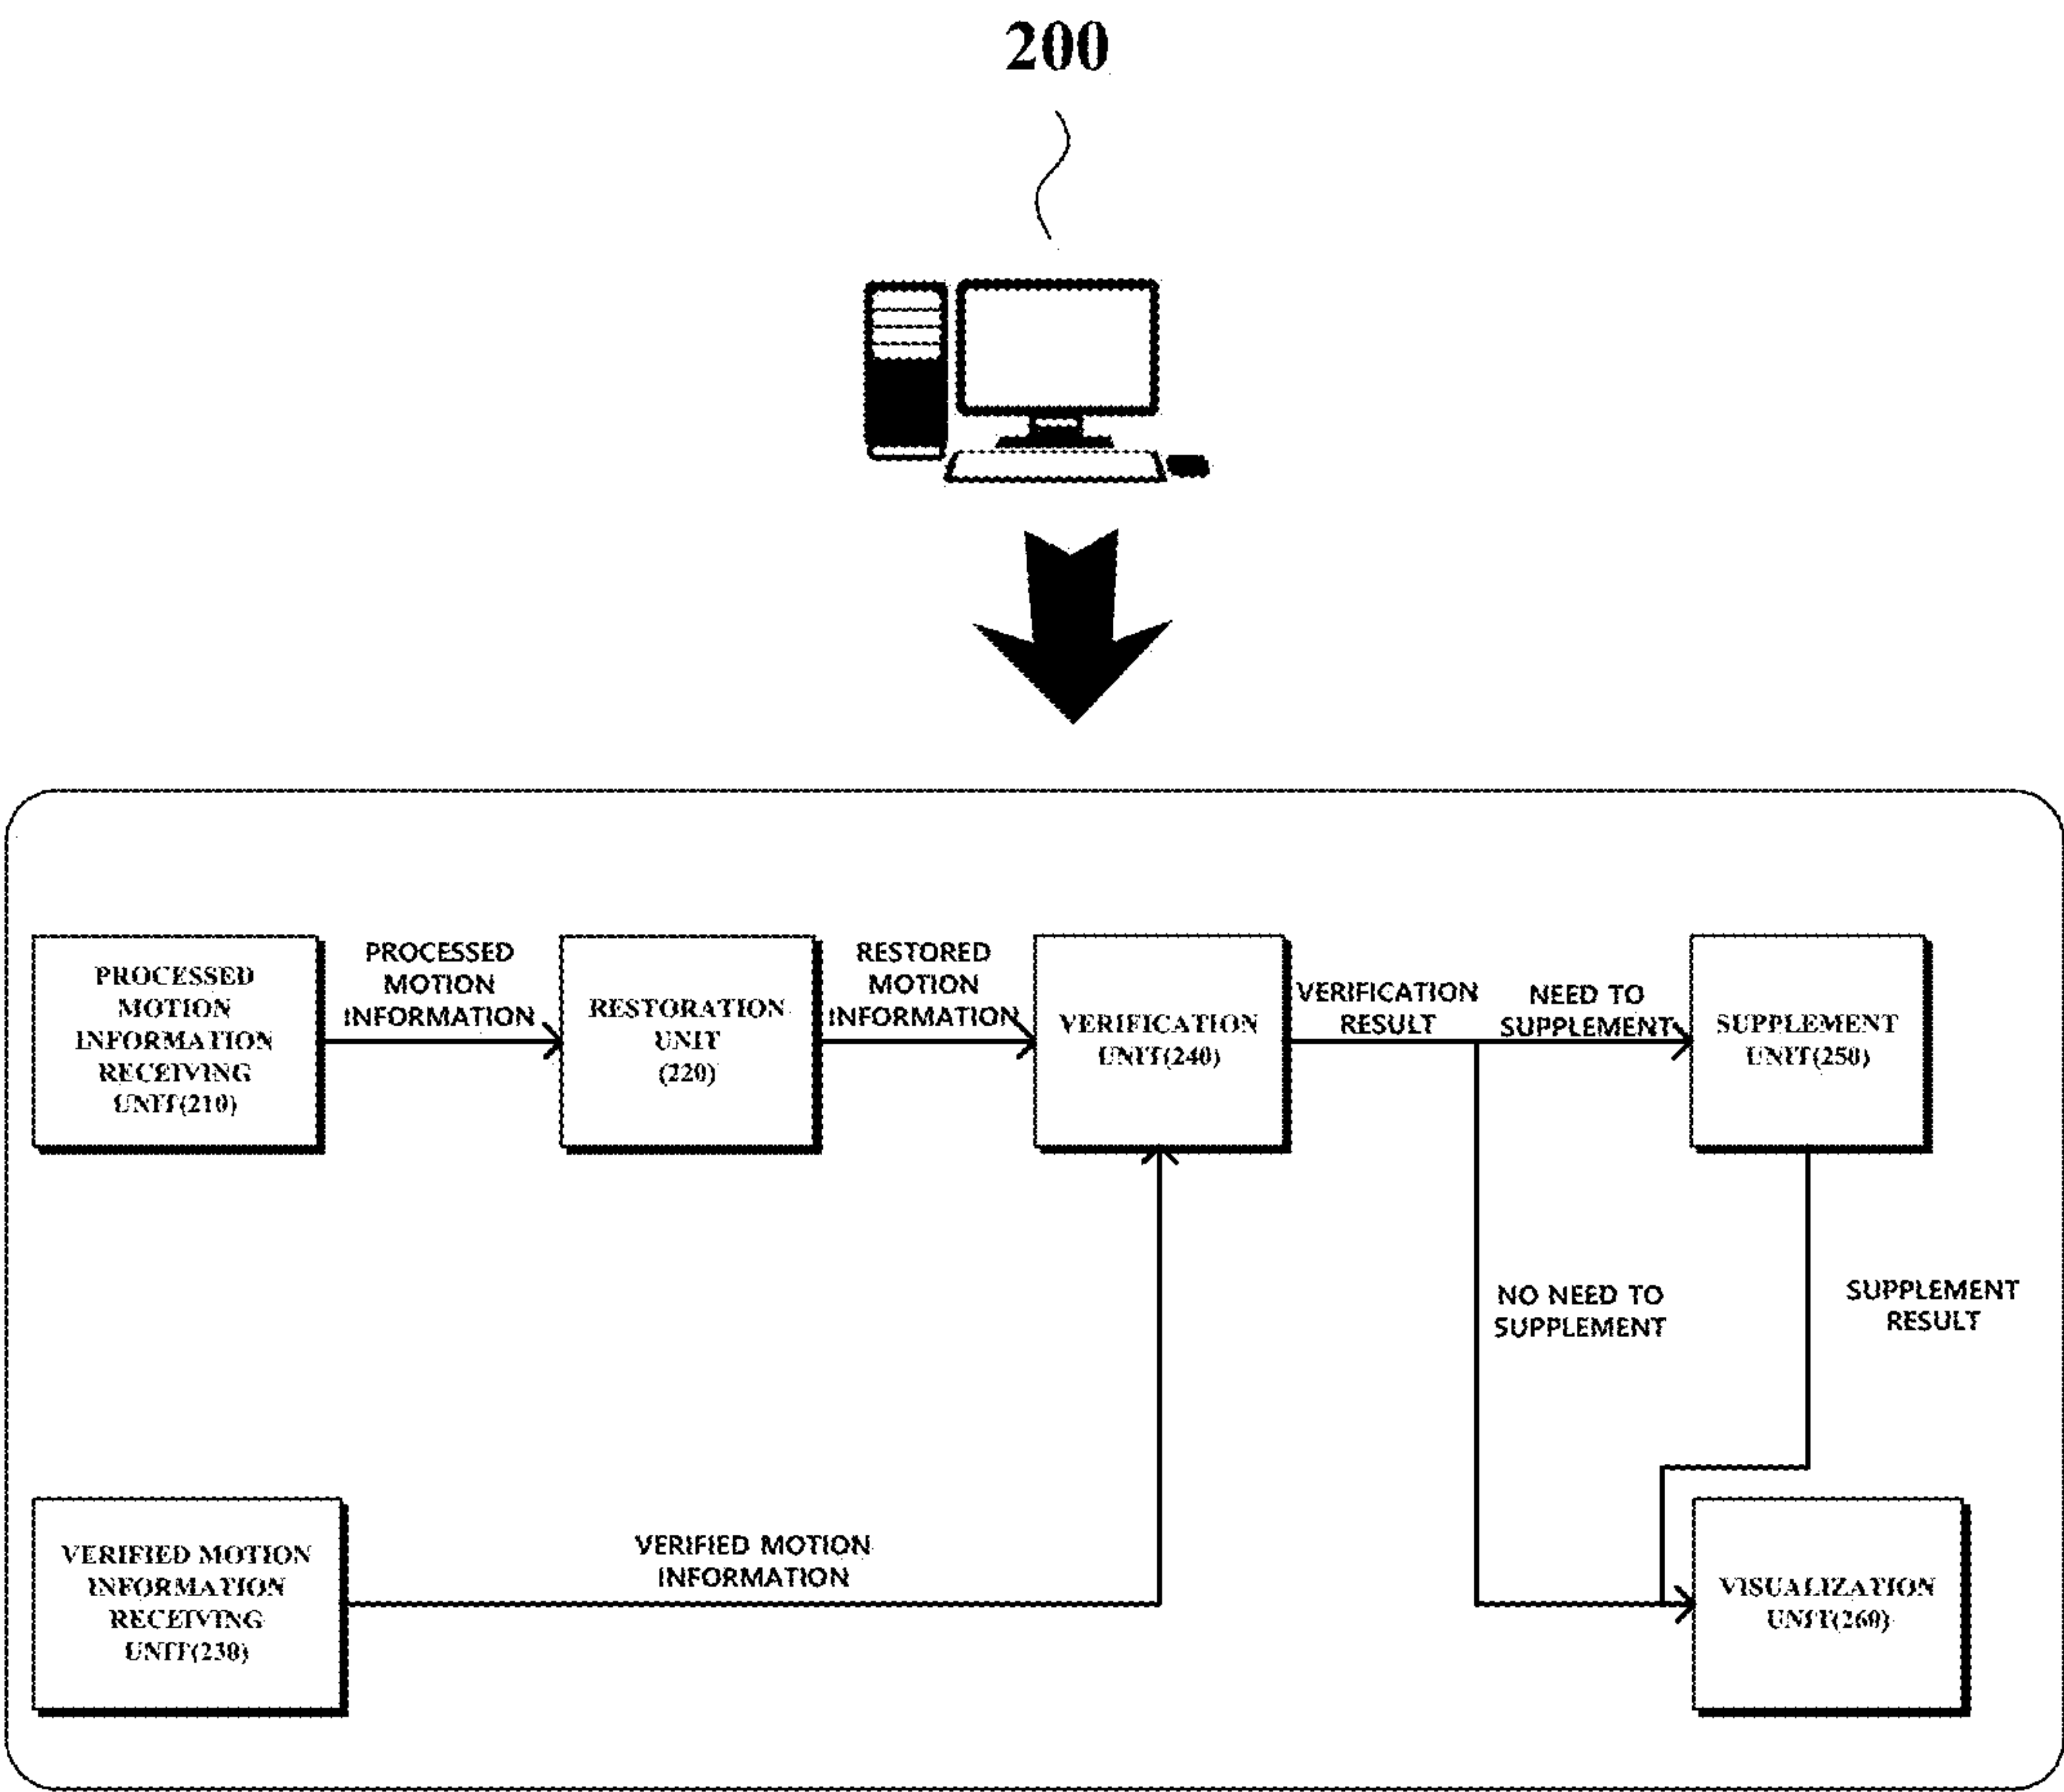 200
PROCESSED
MOTION
INFORMATION
RECEIVING
UNIT(210)
PROCESSED
MOTION
INFORMATION
RESTORATION
UNIT
(220)
RESTORED
MOTION
INFORMATION
VERIFICATION
UNIT(240)
VERIFICATION
RESULT
NEED TO
SUPPLEMENT
SUPPLEMENT
UNIT(250)
NO NEED TO
SUPPLEMENT
SUPPLEMENT
RESULT
VERIFIED MOTION
INFORMATION
RECEIVING
UNIT(230)
VERIFIED MOTION
INFORMATION
VISUALIZATION
UNIT(260)